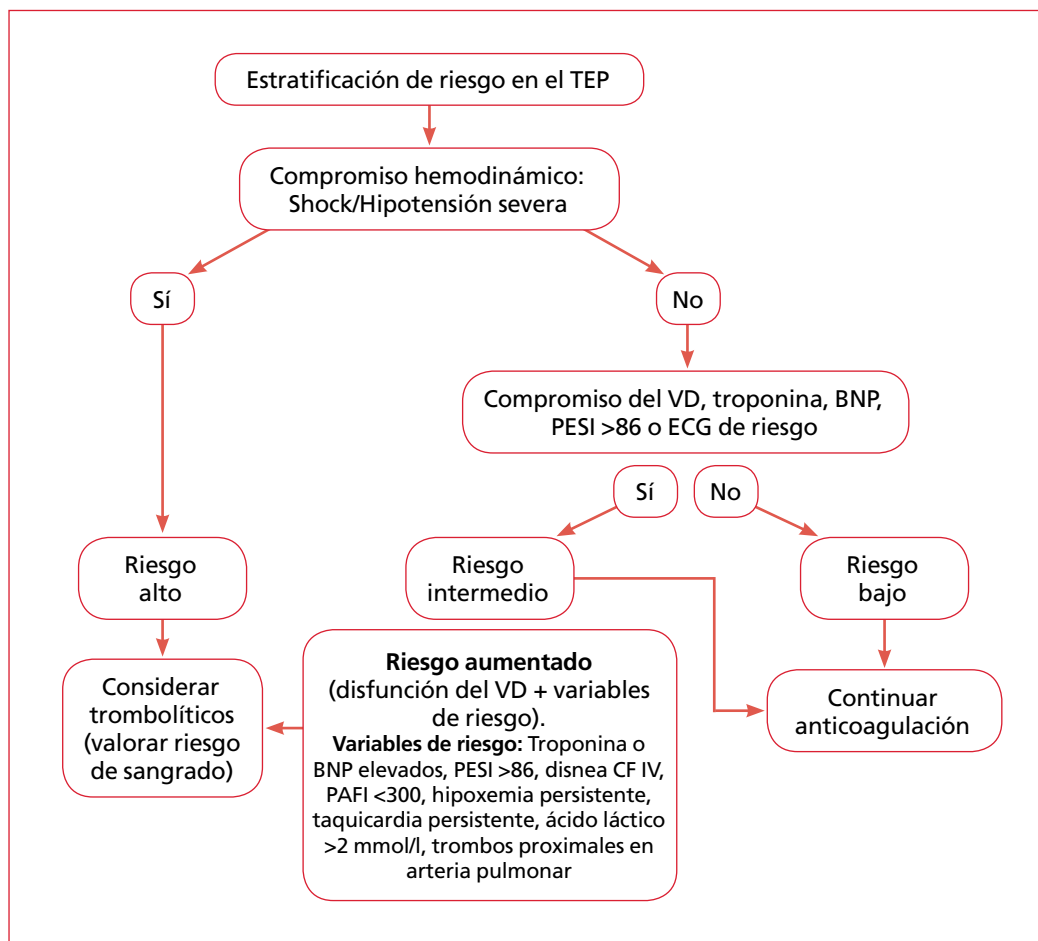 Estratificación de riesgo en el TEP
Compromiso hemodinámico:
Shock/Hipotensión severa
Sí
No
Compromiso del VD, troponina, BNP,
PESI >86 o ECG de riesgo
Sí
No
Riesgo
alto
Riesgo
intermedio
Riesgo
bajo
Considerar
trombolíticos
(valorar riesgo
de sangrado)
Riesgo aumentado
(disfunción del VD + variables
de riesgo).
Variables de riesgo: Troponina o
BNP elevados, PESI >86, disnea CF IV,
PAFI <300, hipoxemia persistente,
taquicardia persistente, ácido láctico
>2 mmol/l, trombos proximales en
arteria pulmonar
Continuar
anticoagulación